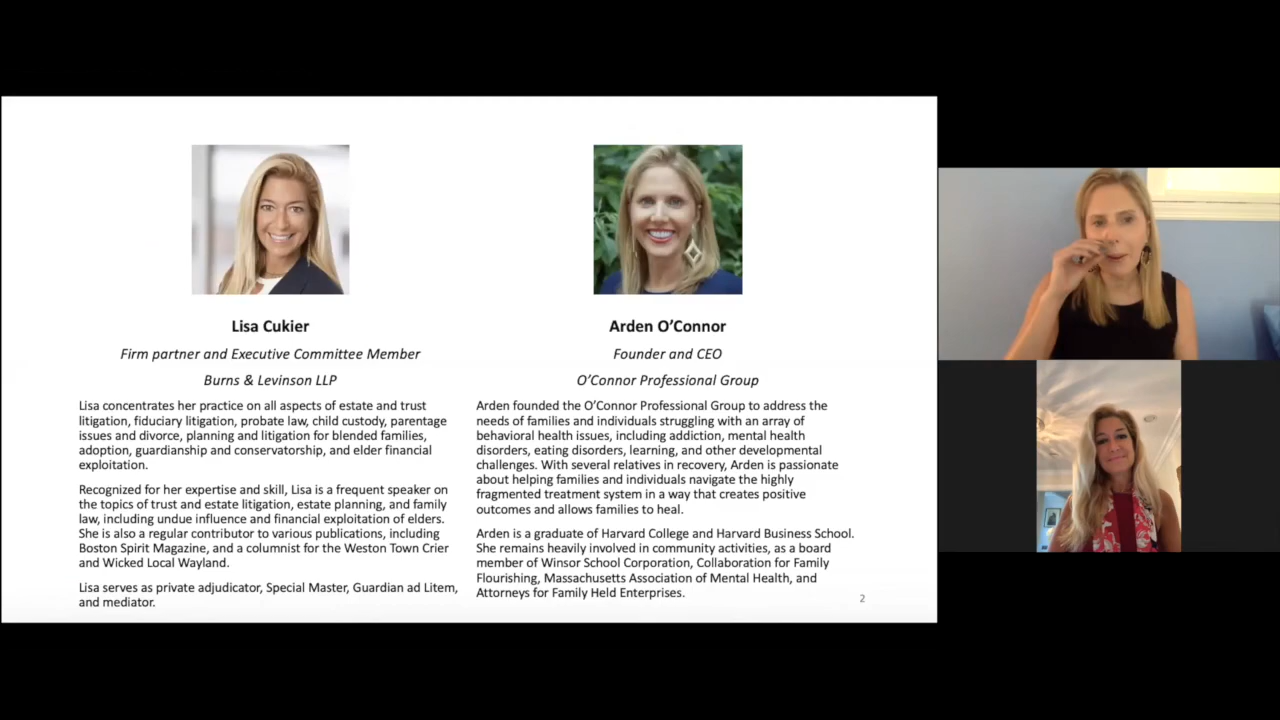 Lisa Cukier
Firm partner and Executive Committee Member
Burns & Levinson LLP
Lisa concentrates her practice on all aspects of estate and trust
litigation, fiduciary litigation, probate law, child custody, parentage
issues and divorce, planning and litigation for blended families,
adoption, guardianship and conservatorship, and elder financial
exploitation.
Recognized for her expertise and skill, Lisa is a frequent speaker on
the topics of trust and estate litigation, estate planning, and family
law, including undue influence and financial exploitation of elders.
She is also a regular contributor to various publications, including
Boston Spirit Magazine, and a columnist for the Weston Town Crier
and Wicked Local Wayland.
Lisa serves as private adjudicator, Special Master, Guardian ad Litem,
and mediator.
Arden O’Connor
Founder and CEO
O’Connor Professional Group
Arden founded the O’Connor Professional Group to address the
needs of families and individuals struggling with an array of
behavioral health issues, including addiction, mental health
disorders, eating disorders, learning, and other developmental
challenges. With several relatives in recovery, Arden is passionate
about helping families and individuals navigate the highly
fragmented treatment system in a way that creates positive
outcomes and allows families to heal.
Arden is a graduate of Harvard College and Harvard Business School.
She remains heavily involved in community activities, as a board
member of Winsor School Corporation, Collaboration for Family
Flourishing, Massachusetts Association of Mental Health, and
Attorneys for Family Held Enterprises.
2